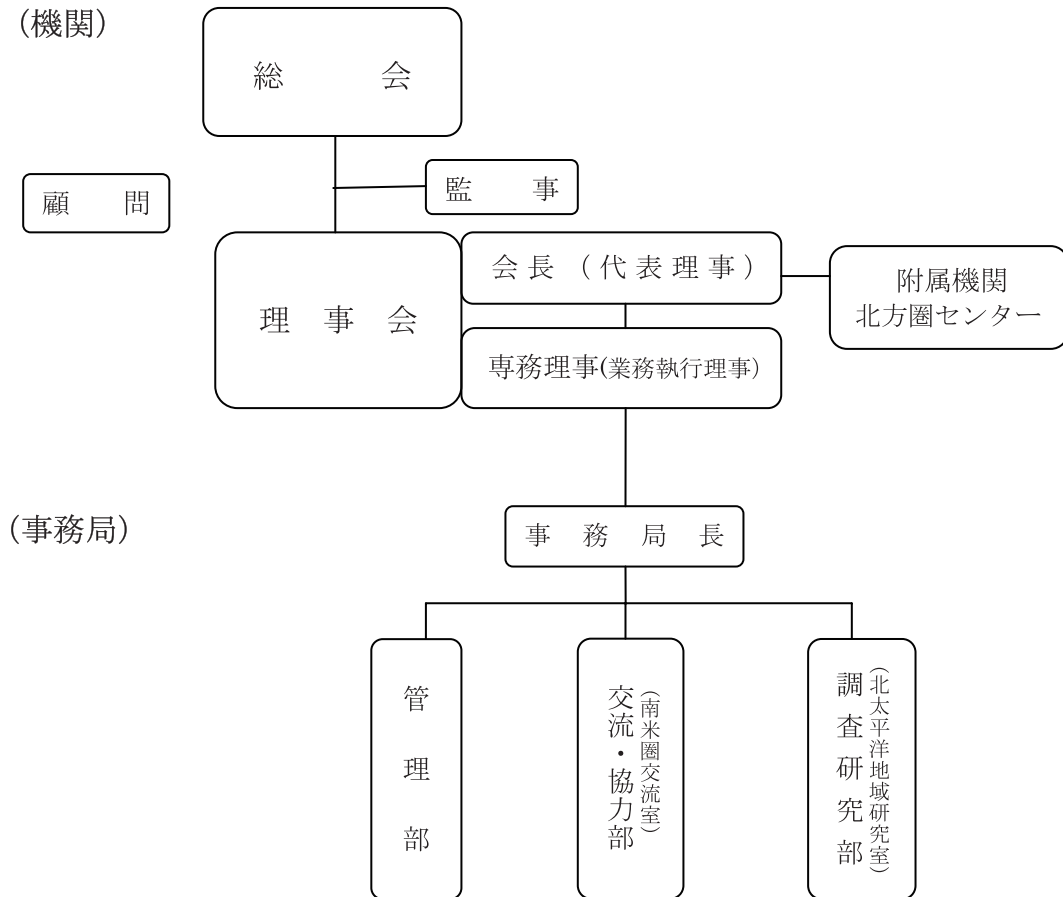 (機関)
総 会
監 事
顧 問
理 事 会
会 長 （ 代 表 理 事 ）
附属機関
北方圏センター
専務理事(業務執行理事)
(事務局)
事 務 局 長
管理部
交流・協力部
(南米圏交流室)
調査研究部
(北太平洋地域研究室)